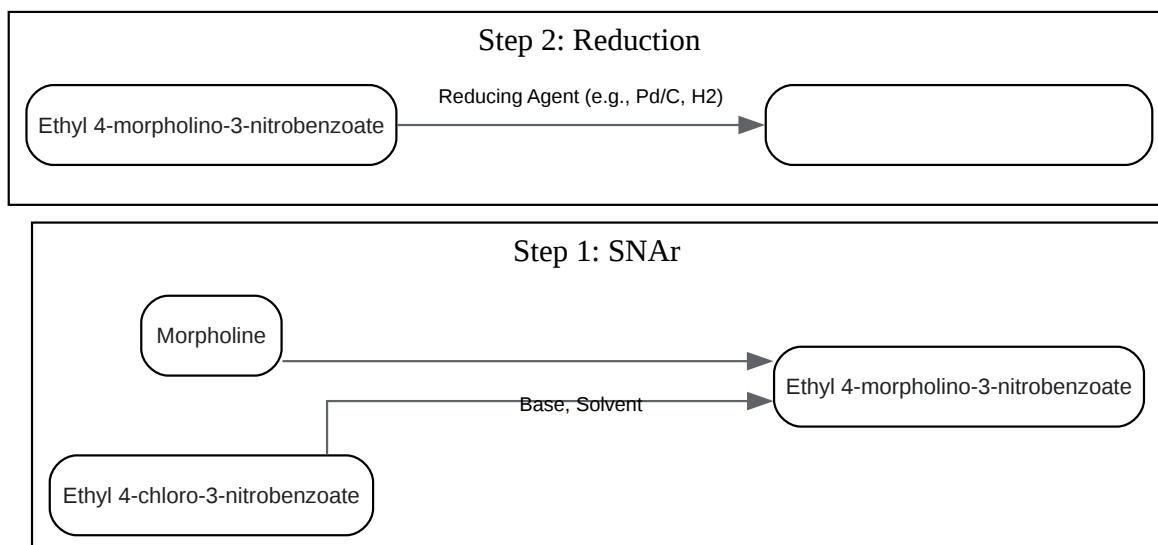 Step 2: Reduction
Reducing Agent (e.g., Pd/C, H2)
Ethyl 4-morpholino-3-nitrobenzoate
Step 1: SNAr
Morpholine
Ethyl 4-morpholino-3-nitrobenzoate
Base, Solvent
Ethyl 4-chloro-3-nitrobenzoate